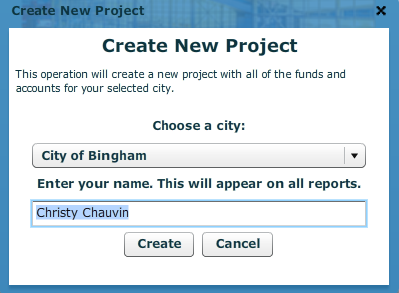 Create New Project
Create New Project
This operation will create a new project with all of the funds and
accounts for your selected city.
Choose a city:
City of Bingham
Enter your name. This will appear on all reports.
Christy Chauvin
Create Cancel